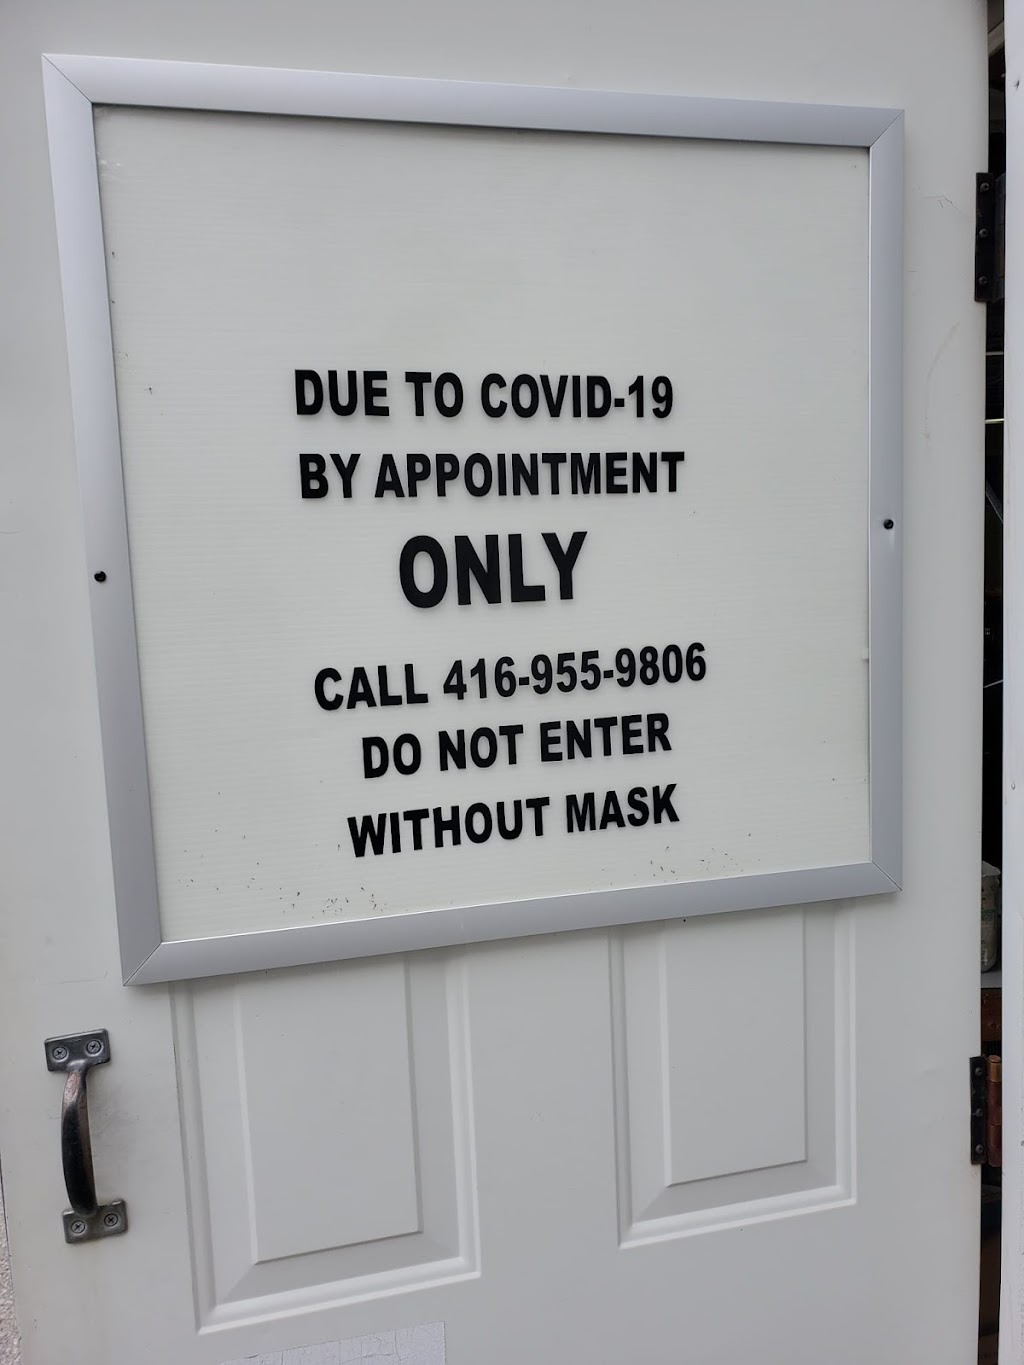 DUE TO COVID-19
BY APPOINTMENT
ONLY
CALL 416-955-9806
DO NOT ENTER
WITHOUT MASK